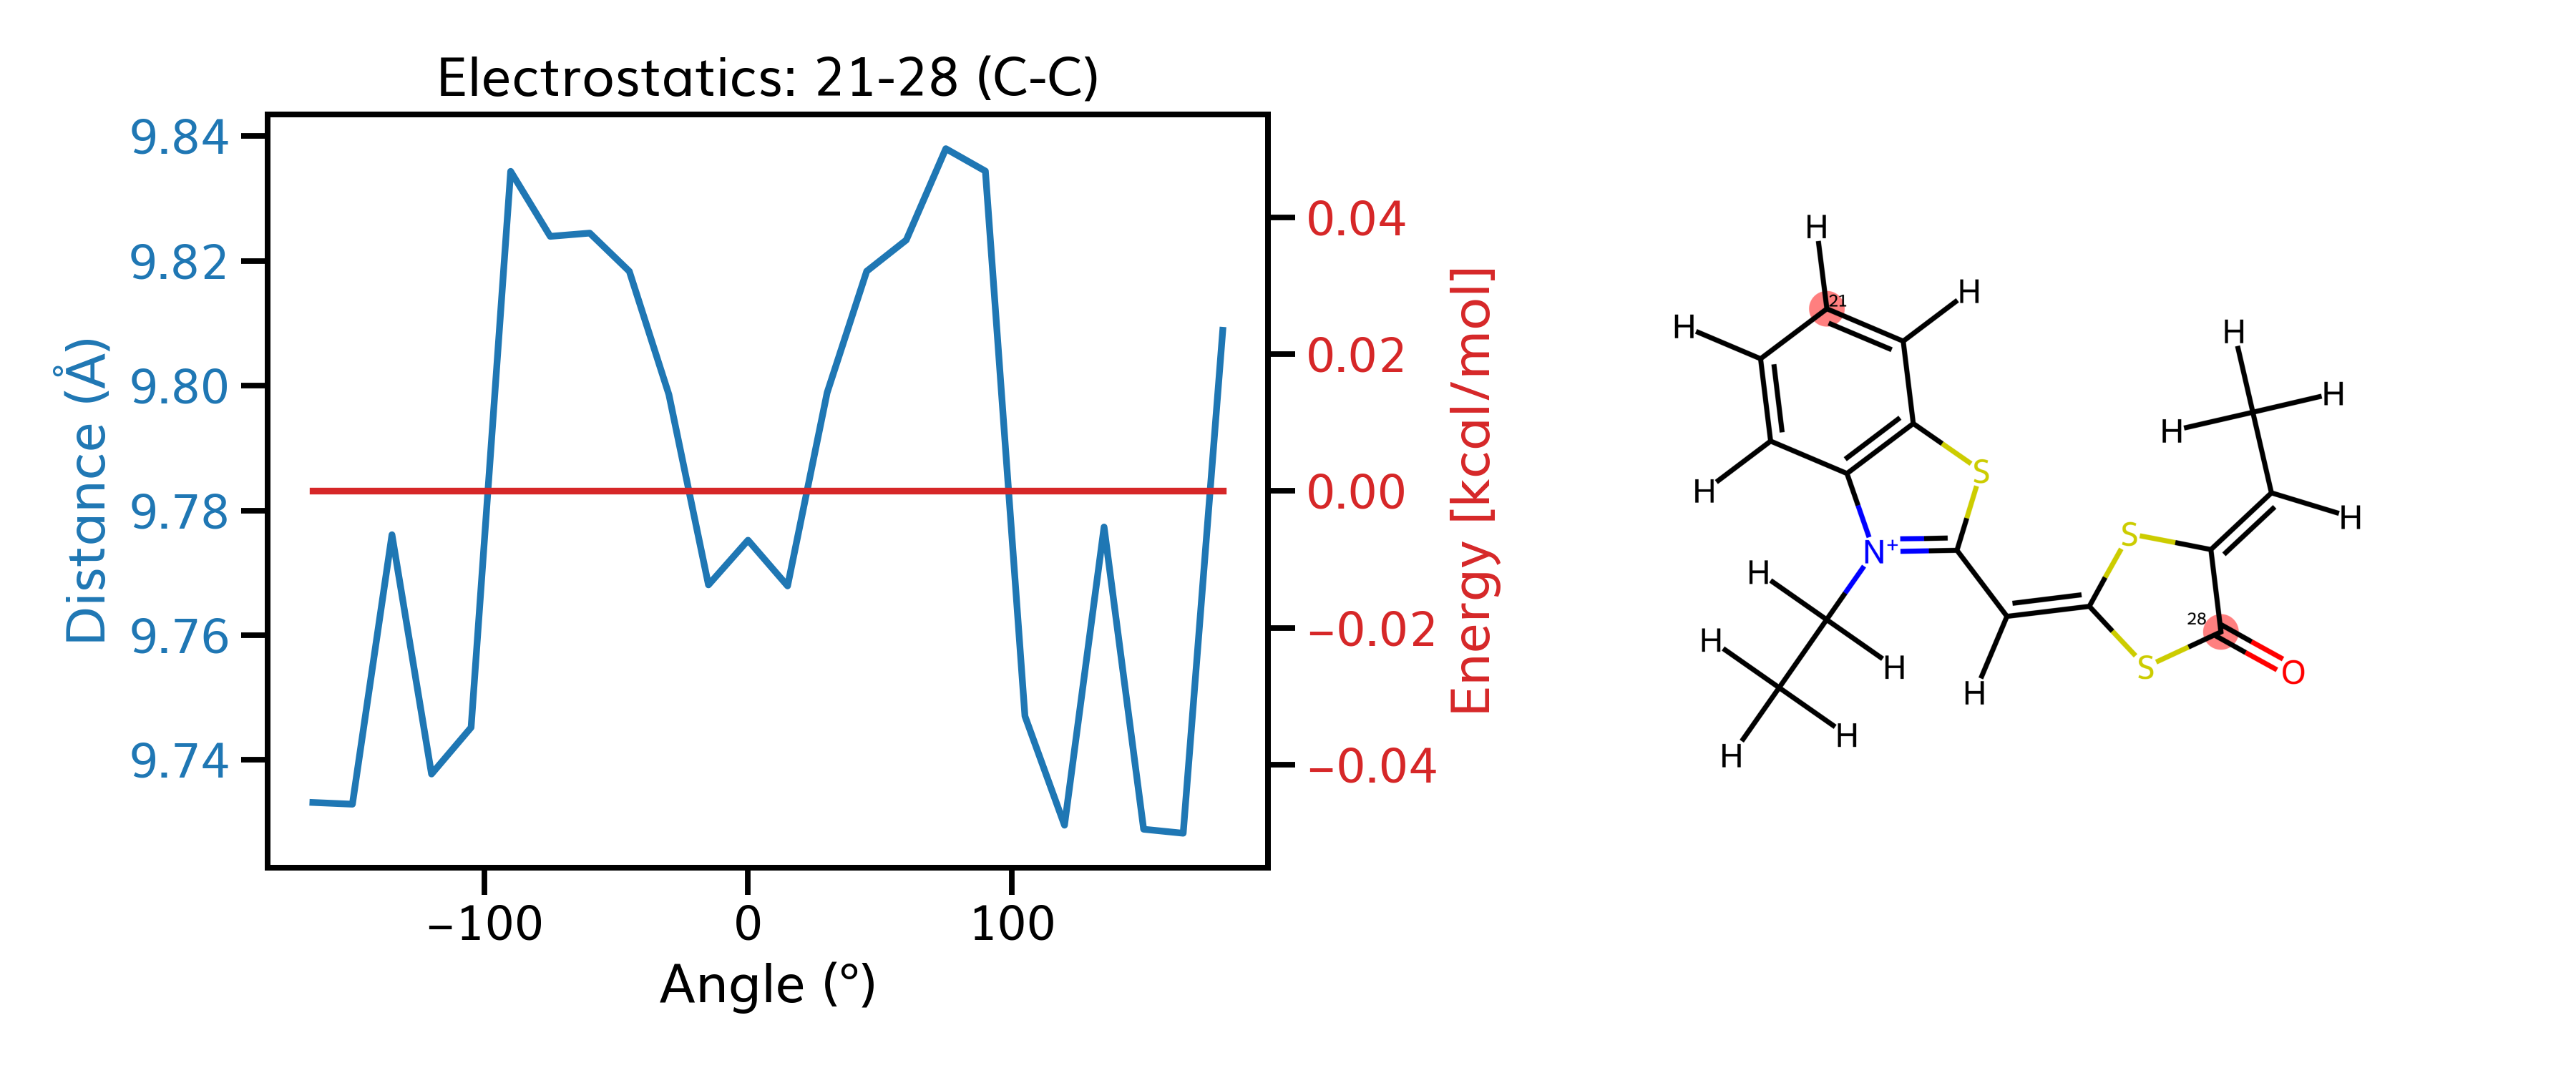 Electrostatics: 21-28 (C-C)
9.84
9.82
9.80
9.78
9.76
9.74
Distance (Å)
0.04
0.02
0.00
−0.02
−0.04
Energy [kcal/mol]
−100 0 100
Angle (°)
H
21 H
H
H
H
H
H
S
H
H
S
N+
H
28
H
H
S
O
H
H
H